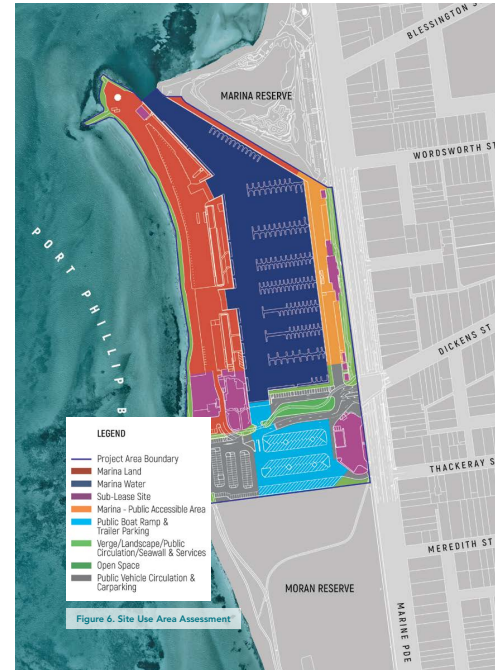 BLESSINGTON S
MARINA RESERVE
WORDSWORTH ST
PORT PHILLIP B
DICKENS ST
LEGEND
Project Area Boundary
Marina Land
Marina Water
Sub-Lease Site
Marina - Public Accessible Area
Public Boat Ramp &
Trailer Parking
Verge/Landscape/Public
Circulation/Seawall & Services
Open Space
Public Vehicle Circulation &
Carparking
THACKERAY S
MEREDITH ST
MORAN RESERVE
MARINE PDE
Figure 6. Site Use Area Assessment